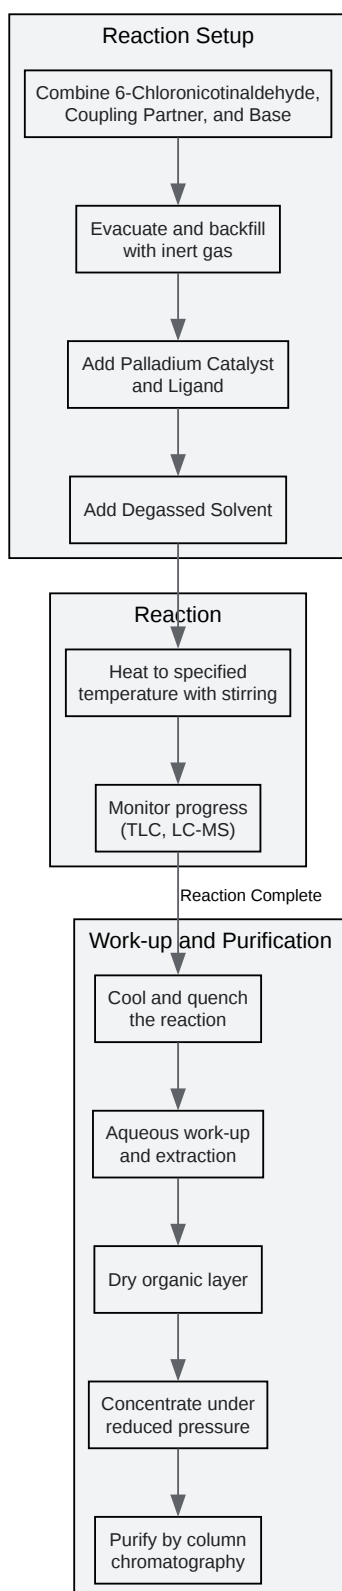 Reaction Setup
Combine 6-Chloronicotinaldehyde,
Coupling Partner, and Base
Evacuate and backfill
with inert gas
Add Palladium Catalyst
and Ligand
Add Degassed Solvent
Reaction
Heat to specified
temperature with stirring
Monitor progress
(TLC, LC-MS)
Reaction Complete
Work-up and Purification
Cool and quench
the reaction
Aqueous work-up
and extraction
Dry organic layer
Concentrate under
reduced pressure
Purify by column
chromatography